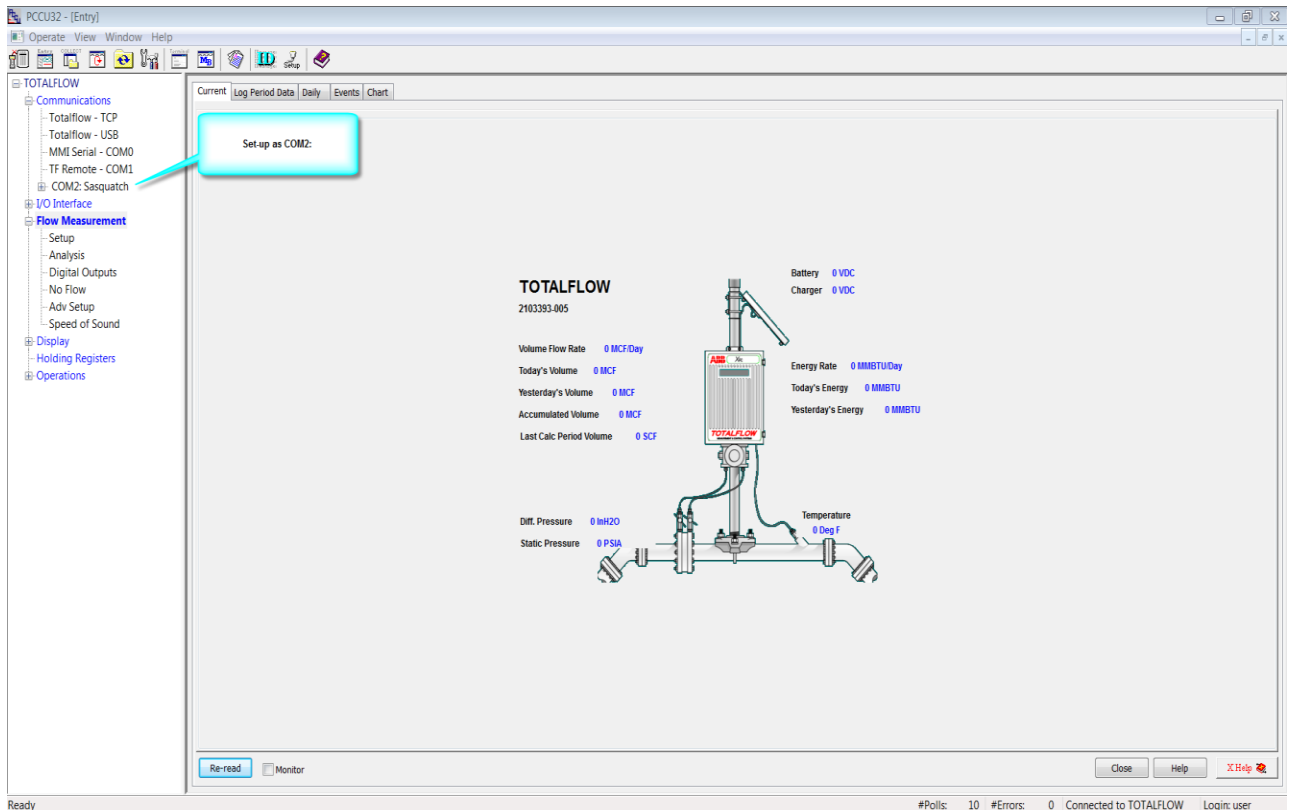 PCCU32 - [Entry]
Operate View Window Help
Entry COLLECT Terminal MB ID Setup
TOTALFLOW
Communications
Totalflow - TCP
Totalflow - USB
MMI Serial - COM0
TF Remote - COM1
COM2: Sasquatch
I/O Interface
Flow Measurement
Setup
Analysis
Digital Outputs
No Flow
Adv Setup
Speed of Sound
Display
Holding Registers
Operations
Current Log Period Data Daily Events Chart
Set-up as COM2:
TOTALFLOW
2103393-005
Battery 0 VDC
Charger 0 VDC
Volume Flow Rate 0 MCF/Day
Today's Volume 0 MCF
Yesterday's Volume 0 MCF
Accumulated Volume 0 MCF
Last Calc Period Volume 0 SCF
ABB
TOTALFLOW
Energy Rate 0 MMBTU/Day
Today's Energy 0 MMBTU
Yesterday's Energy 0 MMBTU
Diff. Pressure 0 InH2O
Static Pressure 0 PSIA
Temperature
0 Deg F
Re-read Monitor Close Help X Help
Ready #Polls: 10 #Errors: 0 Connected to TOTALFLOW Login: user